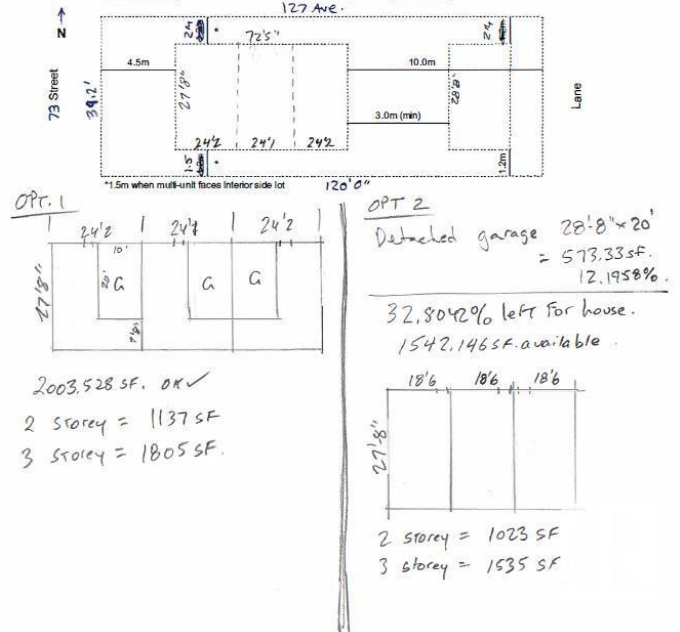 127 Ave.
N
2.4
*
72'5"
2.4
4.5m
10.0m
73 Street
39.2'
27'8"
28'8"
Lane
3.0m (min)
24'2 24'1 24'2
1.5
*
1.2m
*1.5m when multi-unit faces interior side lot
120'0"
OPT. 1
24'2 24'1 24'2
10'
27'8"
20'
G G G
7'8"
2003.528 SF. OK ✓
2 storey = 1137 SF
3 storey = 1805 SF.
OPT 2
Detached garage 28'-8" x 20'
= 573.33 sf.
12.1958%.
32.8042% left for house.
1542.146 SF. available.
18'6 18'6 18'6
27'8"
2 storey = 1023 SF
3 storey = 1535 SF